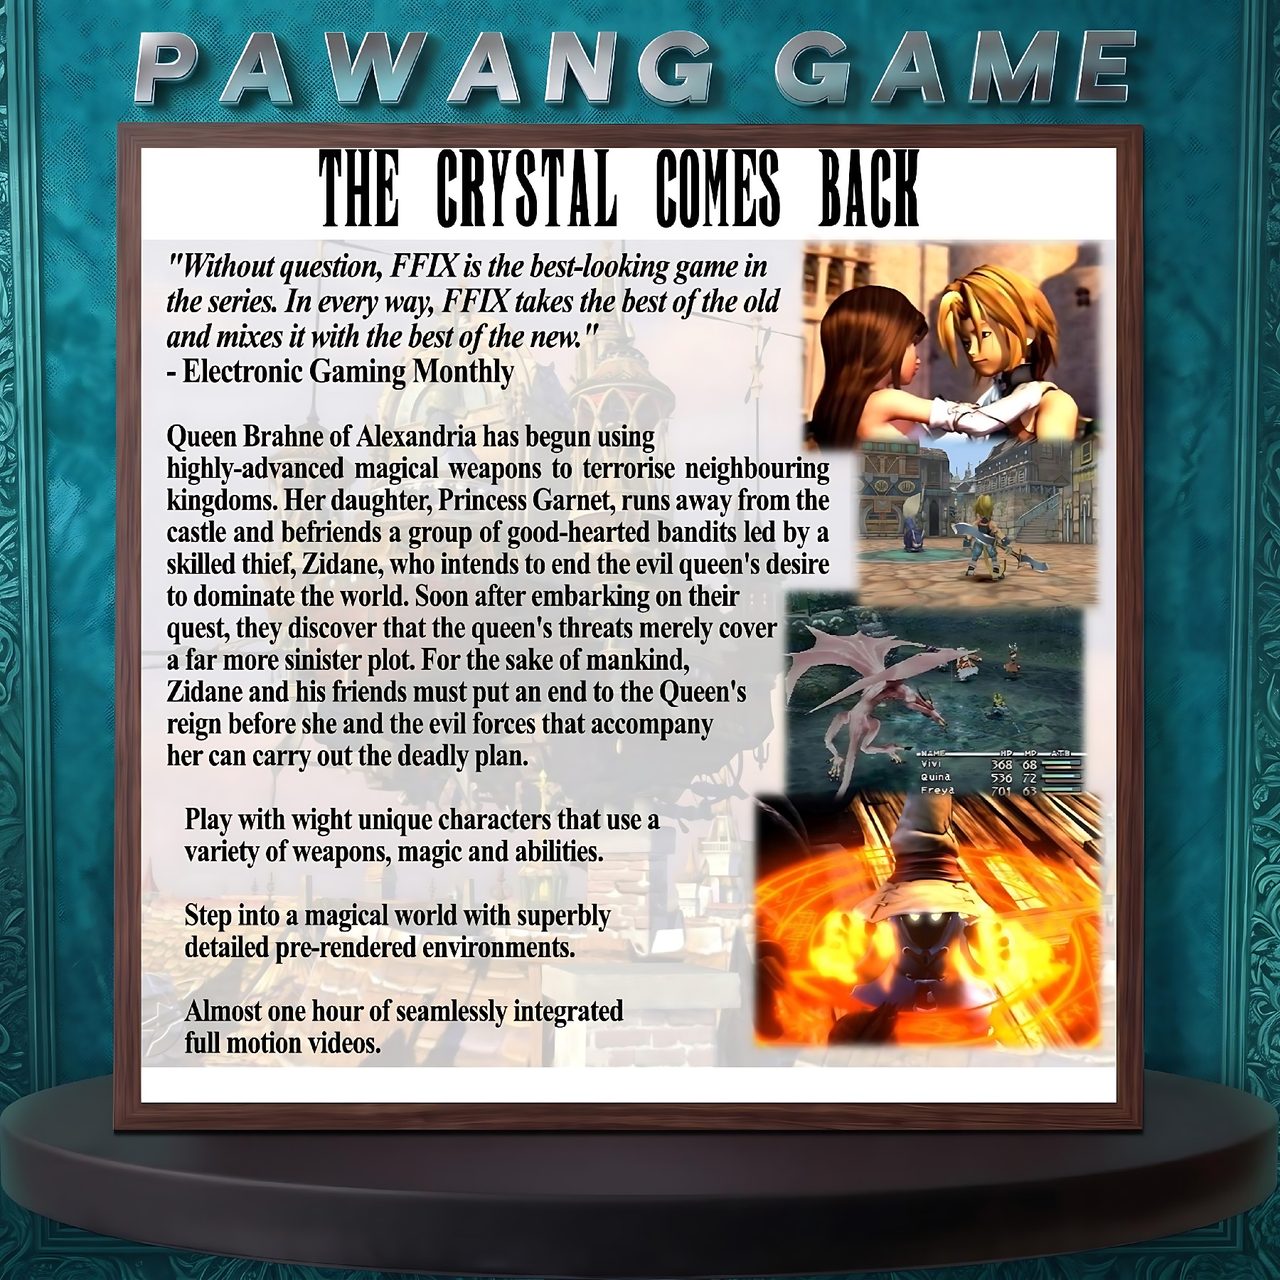 PAWANG GAME
THE CRYSTAL COMES BACK
"Without question, FFIX is the best-looking game in
the series. In every way, FFIX takes the best of the old
and mixes it with the best of the new."
- Electronic Gaming Monthly
Queen Brahne of Alexandria has begun using
highly-advanced magical weapons to terrorise neighbouring
kingdoms. Her daughter, Princess Garnet, runs away from the
castle and befriends a group of good-hearted bandits led by a
skilled thief, Zidane, who intends to end the evil queen's desire
to dominate the world. Soon after embarking on their
quest, they discover that the queen's threats merely cover
a far more sinister plot. For the sake of mankind,
Zidane and his friends must put an end to the Queen's
reign before she and the evil forces that accompany
her can carry out the deadly plan.
NAME HP MP ATB
Vivi 368 68
Quina 536 72
Freya 701 63
Play with wight unique characters that use a
variety of weapons, magic and abilities.
Step into a magical world with superbly
detailed pre-rendered environments.
Almost one hour of seamlessly integrated
full motion videos.